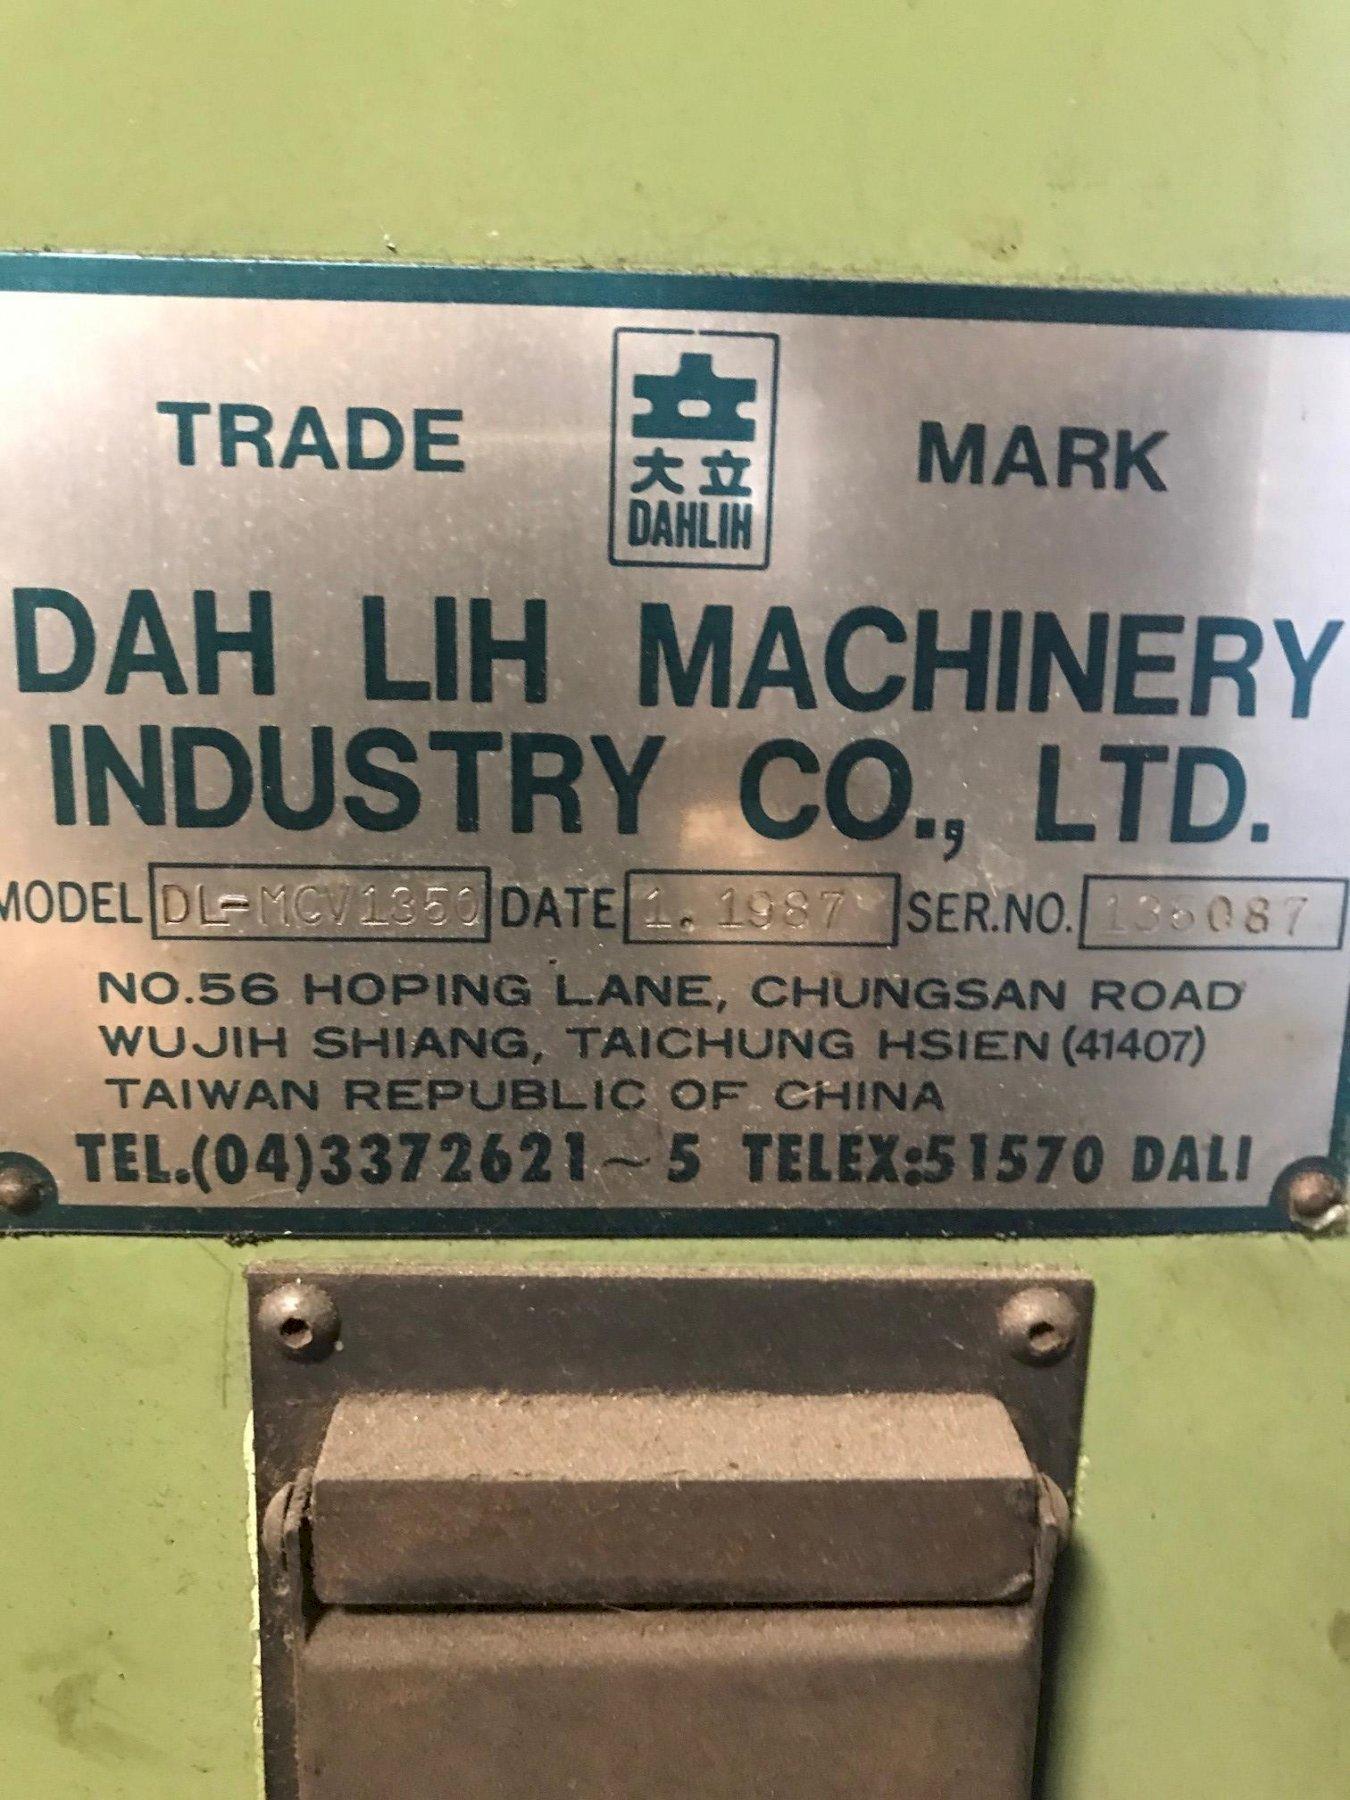 TRADE 大立 DAHLIH MARK
DAH LIH MACHINERY
INDUSTRY CO., LTD.
MODEL DL-MCV1350 DATE 1. 1987 SER.NO. 135087
NO.56 HOPING LANE, CHUNGSAN ROAD
WUJIH SHIANG, TAICHUNG HSIEN (41407)
TAIWAN REPUBLIC OF CHINA
TEL.(04)3372621~5 TELEX:51570 DALI